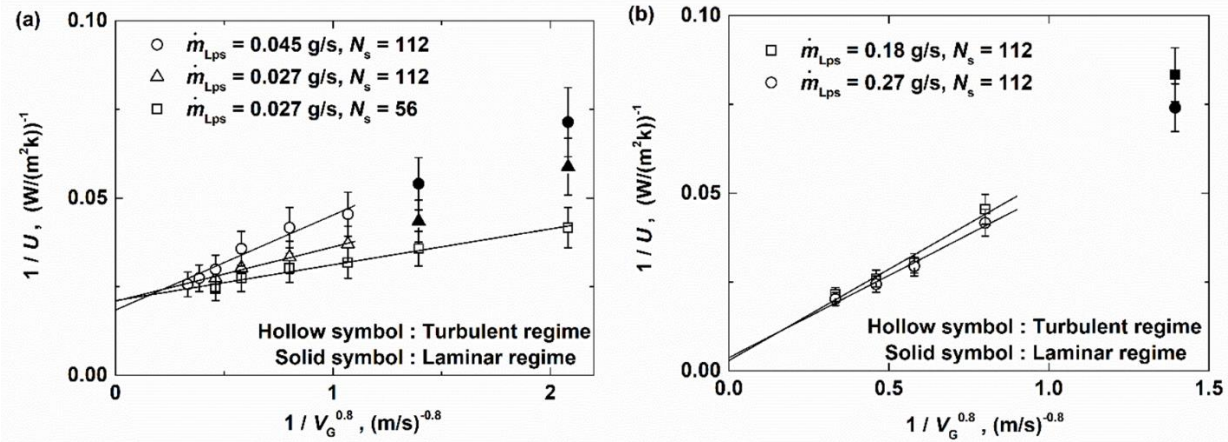 (a)
0.10
ṁLps = 0.045 g/s, Ns = 112
ṁLps = 0.027 g/s, Ns = 112
ṁLps = 0.027 g/s, Ns = 56
1 / U , (W/(m²k))⁻¹
0.05
Hollow symbol : Turbulent regime
Solid symbol : Laminar regime
0.00
0 1 2
1 / VG^0.8 , (m/s)^-0.8
(b)
0.10
ṁLps = 0.18 g/s, Ns = 112
ṁLps = 0.27 g/s, Ns = 112
1 / U , (W/(m²k))⁻¹
0.05
Hollow symbol : Turbulent regime
Solid symbol : Laminar regime
0.00
0.0 0.5 1.0 1.5
1 / VG^0.8 , (m/s)^-0.8